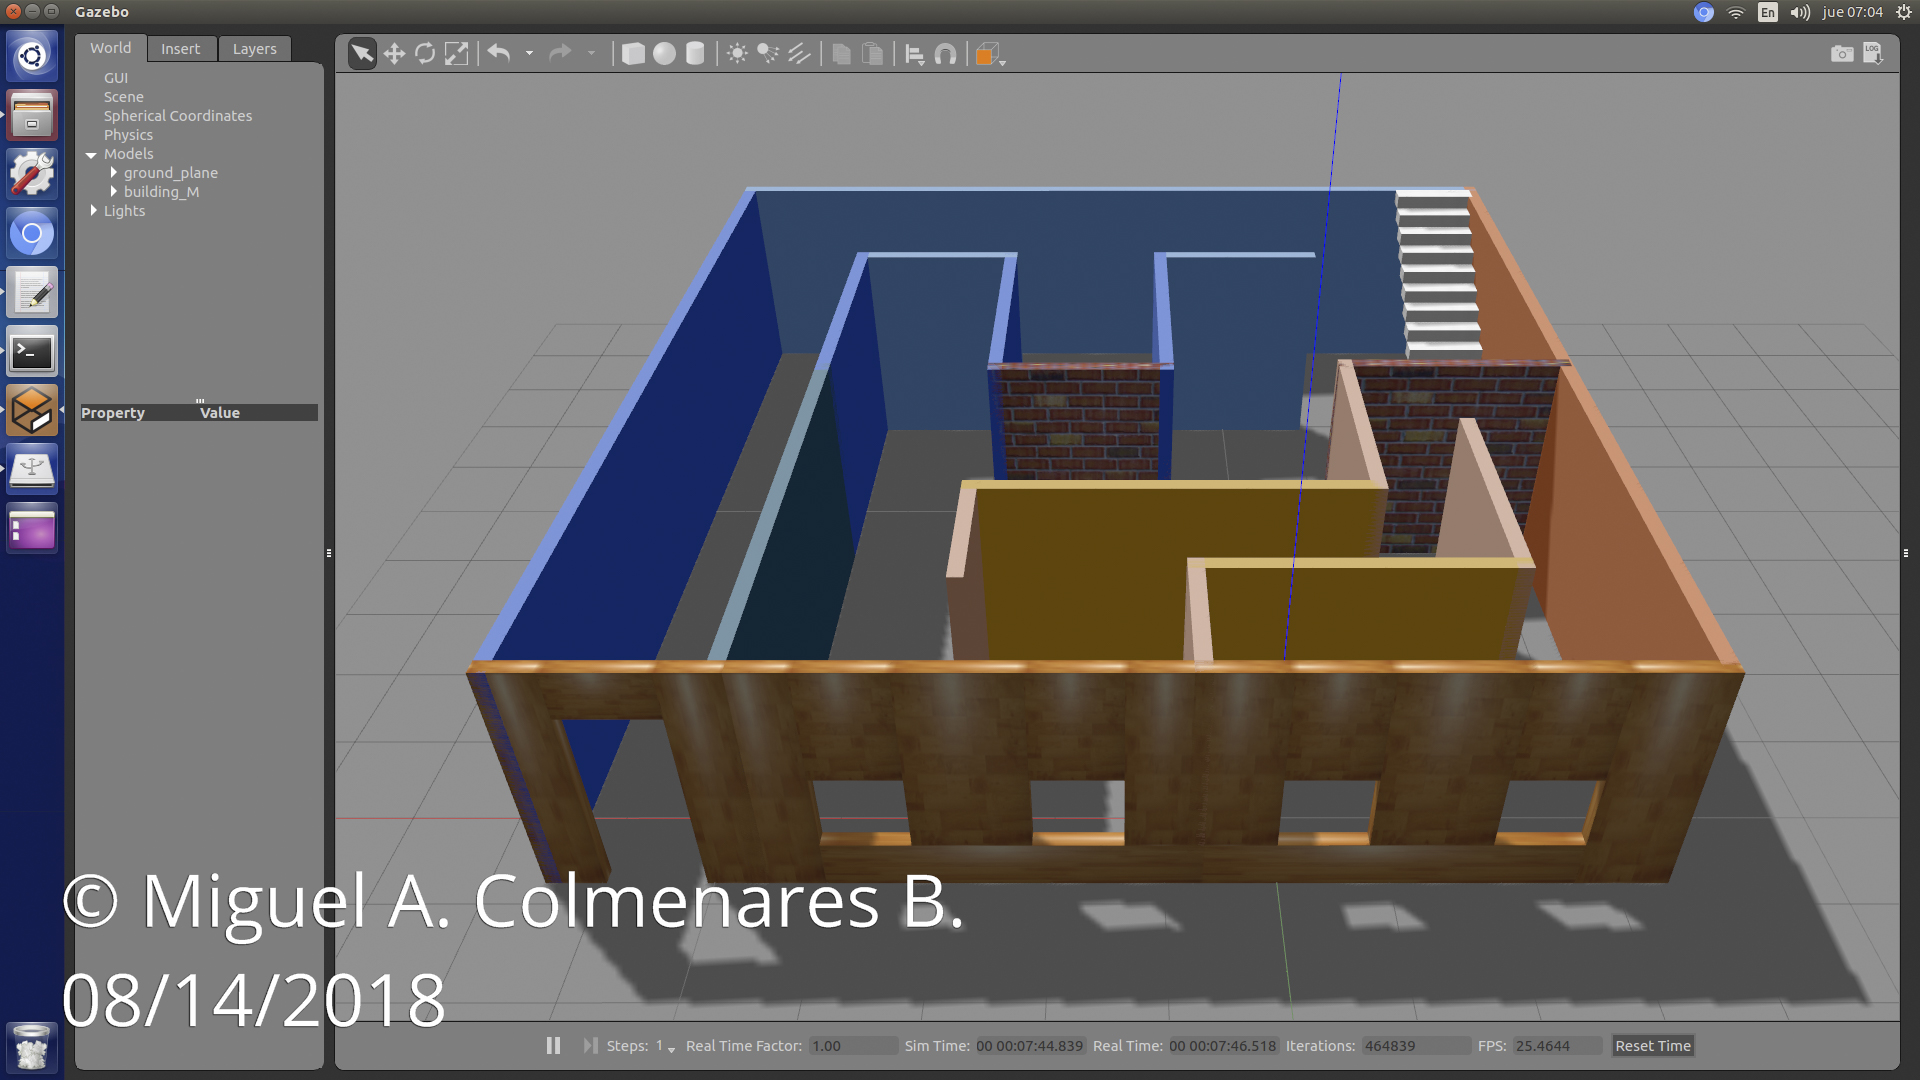 Gazebo
En
jue 07:04
World
Insert
Layers
LOG
GUI
Scene
Spherical Coordinates
Physics
Models
ground_plane
building_M
Lights
Property Value
© Miguel A. Colmenares B.
08/14/2018
Steps: 1 Real Time Factor: 1.00 Sim Time: 00 00:07:44.839 Real Time: 00 00:07:46.518 Iterations: 464839 FPS: 25.4644 Reset Time